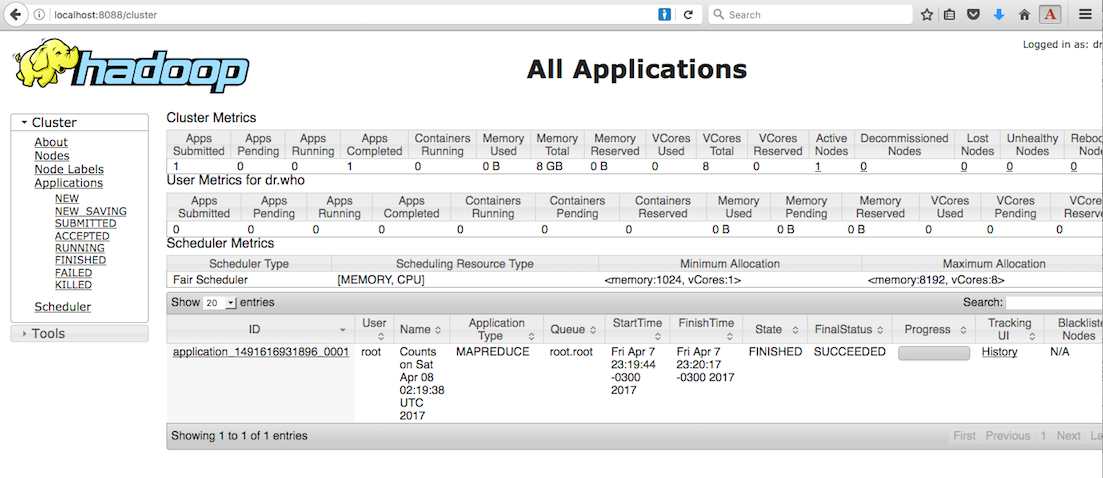 localhost:8088/cluster
Search
hadoop
All Applications
Logged in as: dr
Cluster
About
Nodes
Node Labels
Applications
NEW
NEW_SAVING
SUBMITTED
ACCEPTED
RUNNING
FINISHED
FAILED
KILLED
Scheduler
Tools
Cluster Metrics
Apps Submitted Apps Pending Apps Running Apps Completed Containers Running Memory Used Memory Total Memory Reserved VCores Used VCores Total VCores Reserved Active Nodes Decommissioned Nodes Lost Nodes Unhealthy Nodes Reboo Node
1 0 0 1 0 0 B 8 GB 0 B 0 8 0 1 0 0 0 0
User Metrics for dr.who
Apps Submitted Apps Pending Apps Running Apps Completed Containers Running Containers Pending Containers Reserved Memory Used Memory Pending Memory Reserved VCores Used VCores Pending VCore Reserve
0 0 0 0 0 0 0 0 B 0 B 0 B 0 0 0
Scheduler Metrics
Scheduler Type Scheduling Resource Type Minimum Allocation Maximum Allocation
Fair Scheduler [MEMORY, CPU] <memory:1024, vCores:1> <memory:8192, vCores:8>
Show 20 entries Search:
ID User Name Application Type Queue StartTime FinishTime State FinalStatus Progress Tracking UI Blackliste Nodes
application_1491616931896_0001 root Counts MAPREDUCE root.root Fri Apr 7 Fri Apr 7 FINISHED SUCCEEDED History N/A
on Sat 23:19:44 23:20:17
Apr 08 -0300 -0300 2017
02:19:38 2017
UTC
2017
Showing 1 to 1 of 1 entries First Previous 1 Next La